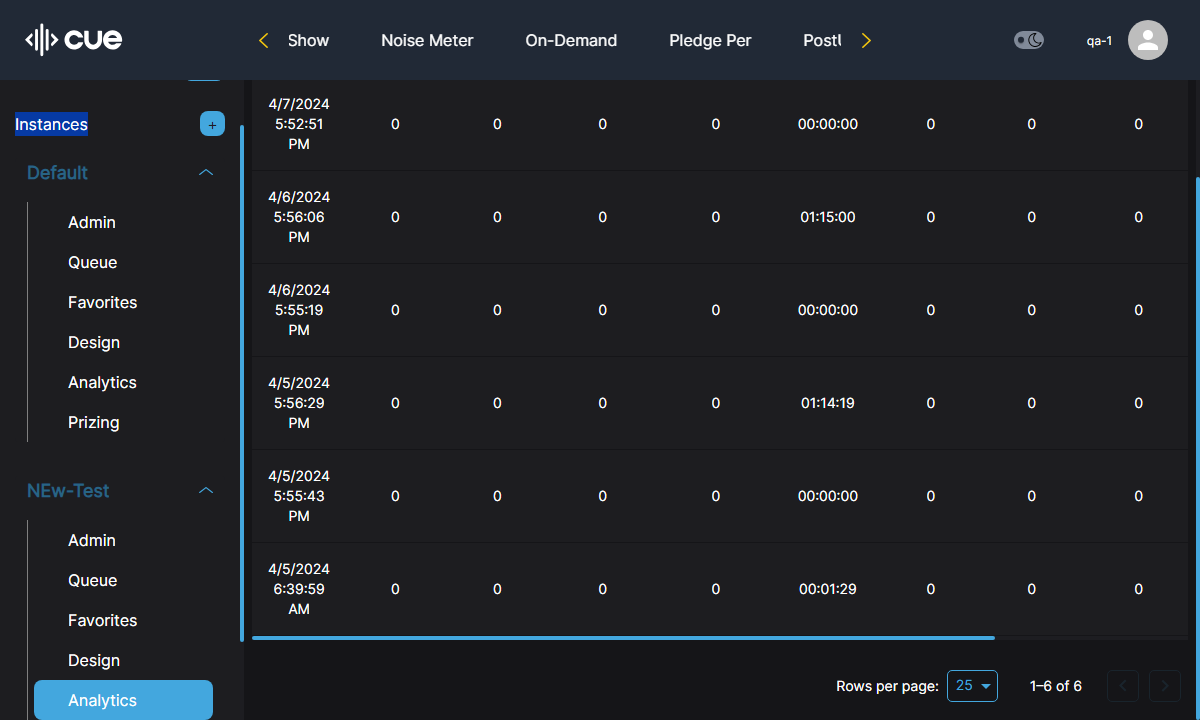 cue
Show Noise Meter On-Demand Pledge Per
qa-1
Instances
+
Default
Admin
Queue
Favorites
Design
Analytics
Prizing
NEw-Test
Admin
Queue
Favorites
Design
Analytics
4/7/2024
5:52:51
PM
0 0 0 0 00:00:00 0 0 0
4/6/2024
5:56:06
PM
0 0 0 0 01:15:00 0 0 0
4/6/2024
5:55:19
PM
0 0 0 0 00:00:00 0 0 0
4/5/2024
5:56:29
PM
0 0 0 0 01:14:19 0 0 0
4/5/2024
5:55:43
PM
0 0 0 0 00:00:00 0 0 0
4/5/2024
6:39:59
AM
0 0 0 0 00:01:29 0 0 0
Rows per page: 25 1–6 of 6